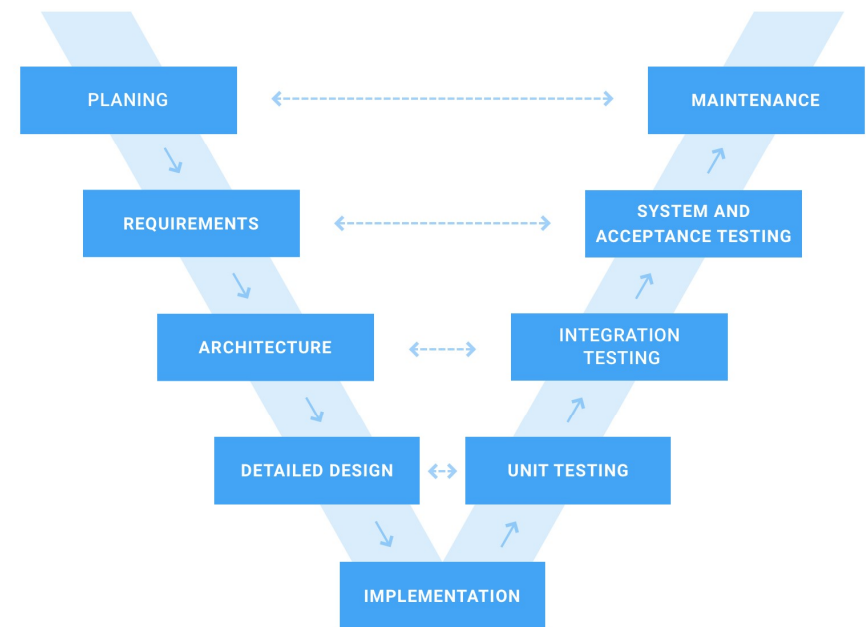 PLANING
MAINTENANCE
REQUIREMENTS
SYSTEM AND
ACCEPTANCE TESTING
ARCHITECTURE
INTEGRATION
TESTING
DETAILED DESIGN
UNIT TESTING
IMPLEMENTATION